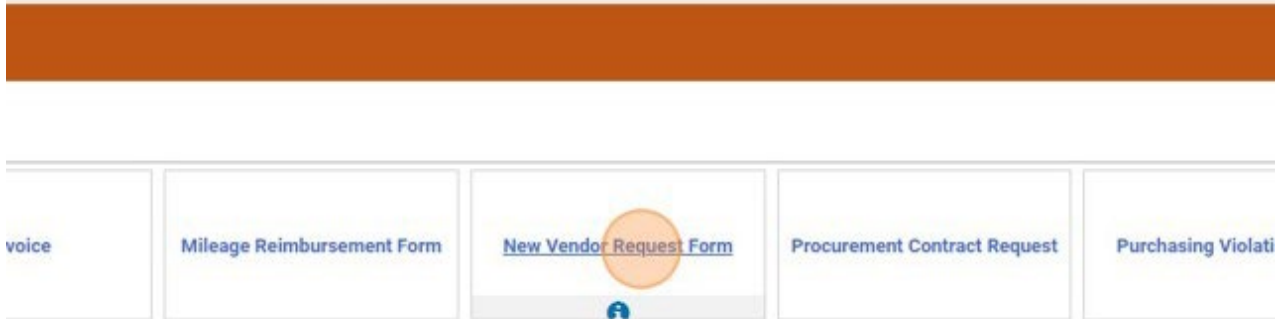 voice
Mileage Reimbursement Form
New Vendor Request Form
Procurement Contract Request
Purchasing Violati